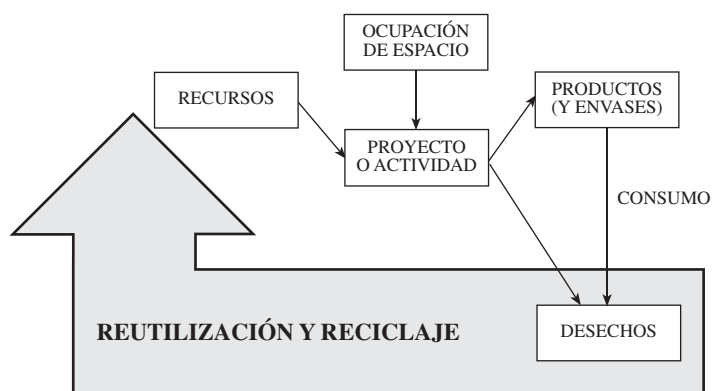 OCUPACIÓN
DE ESPACIO
RECURSOS
PRODUCTOS
(Y ENVASES)
PROYECTO
O ACTIVIDAD
CONSUMO
REUTILIZACIÓN Y RECICLAJE
DESECHOS